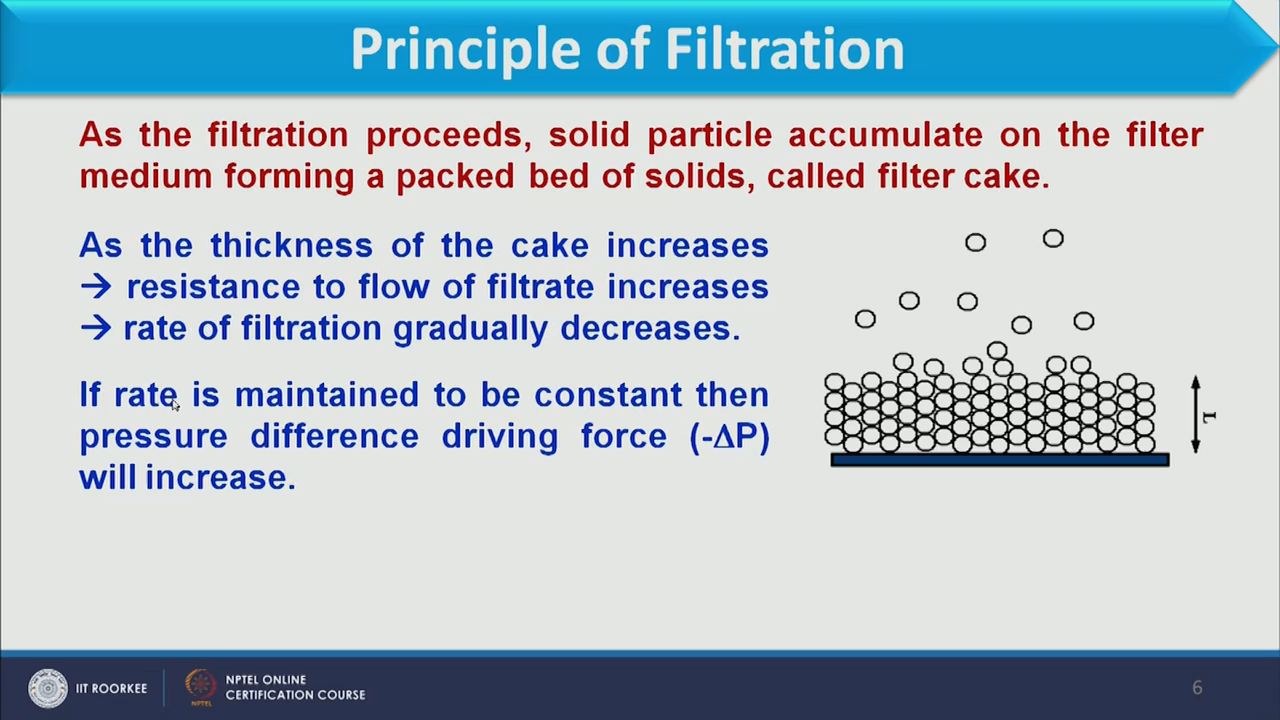 Principle of Filtration
As the filtration proceeds, solid particle accumulate on the filter
medium forming a packed bed of solids, called filter cake.
As the thickness of the cake increases
→ resistance to flow of filtrate increases
→ rate of filtration gradually decreases.
If rate is maintained to be constant then
pressure difference driving force (-ΔP)
will increase.
L
IIT ROORKEE
NPTEL
NPTEL ONLINE
CERTIFICATION COURSE
6